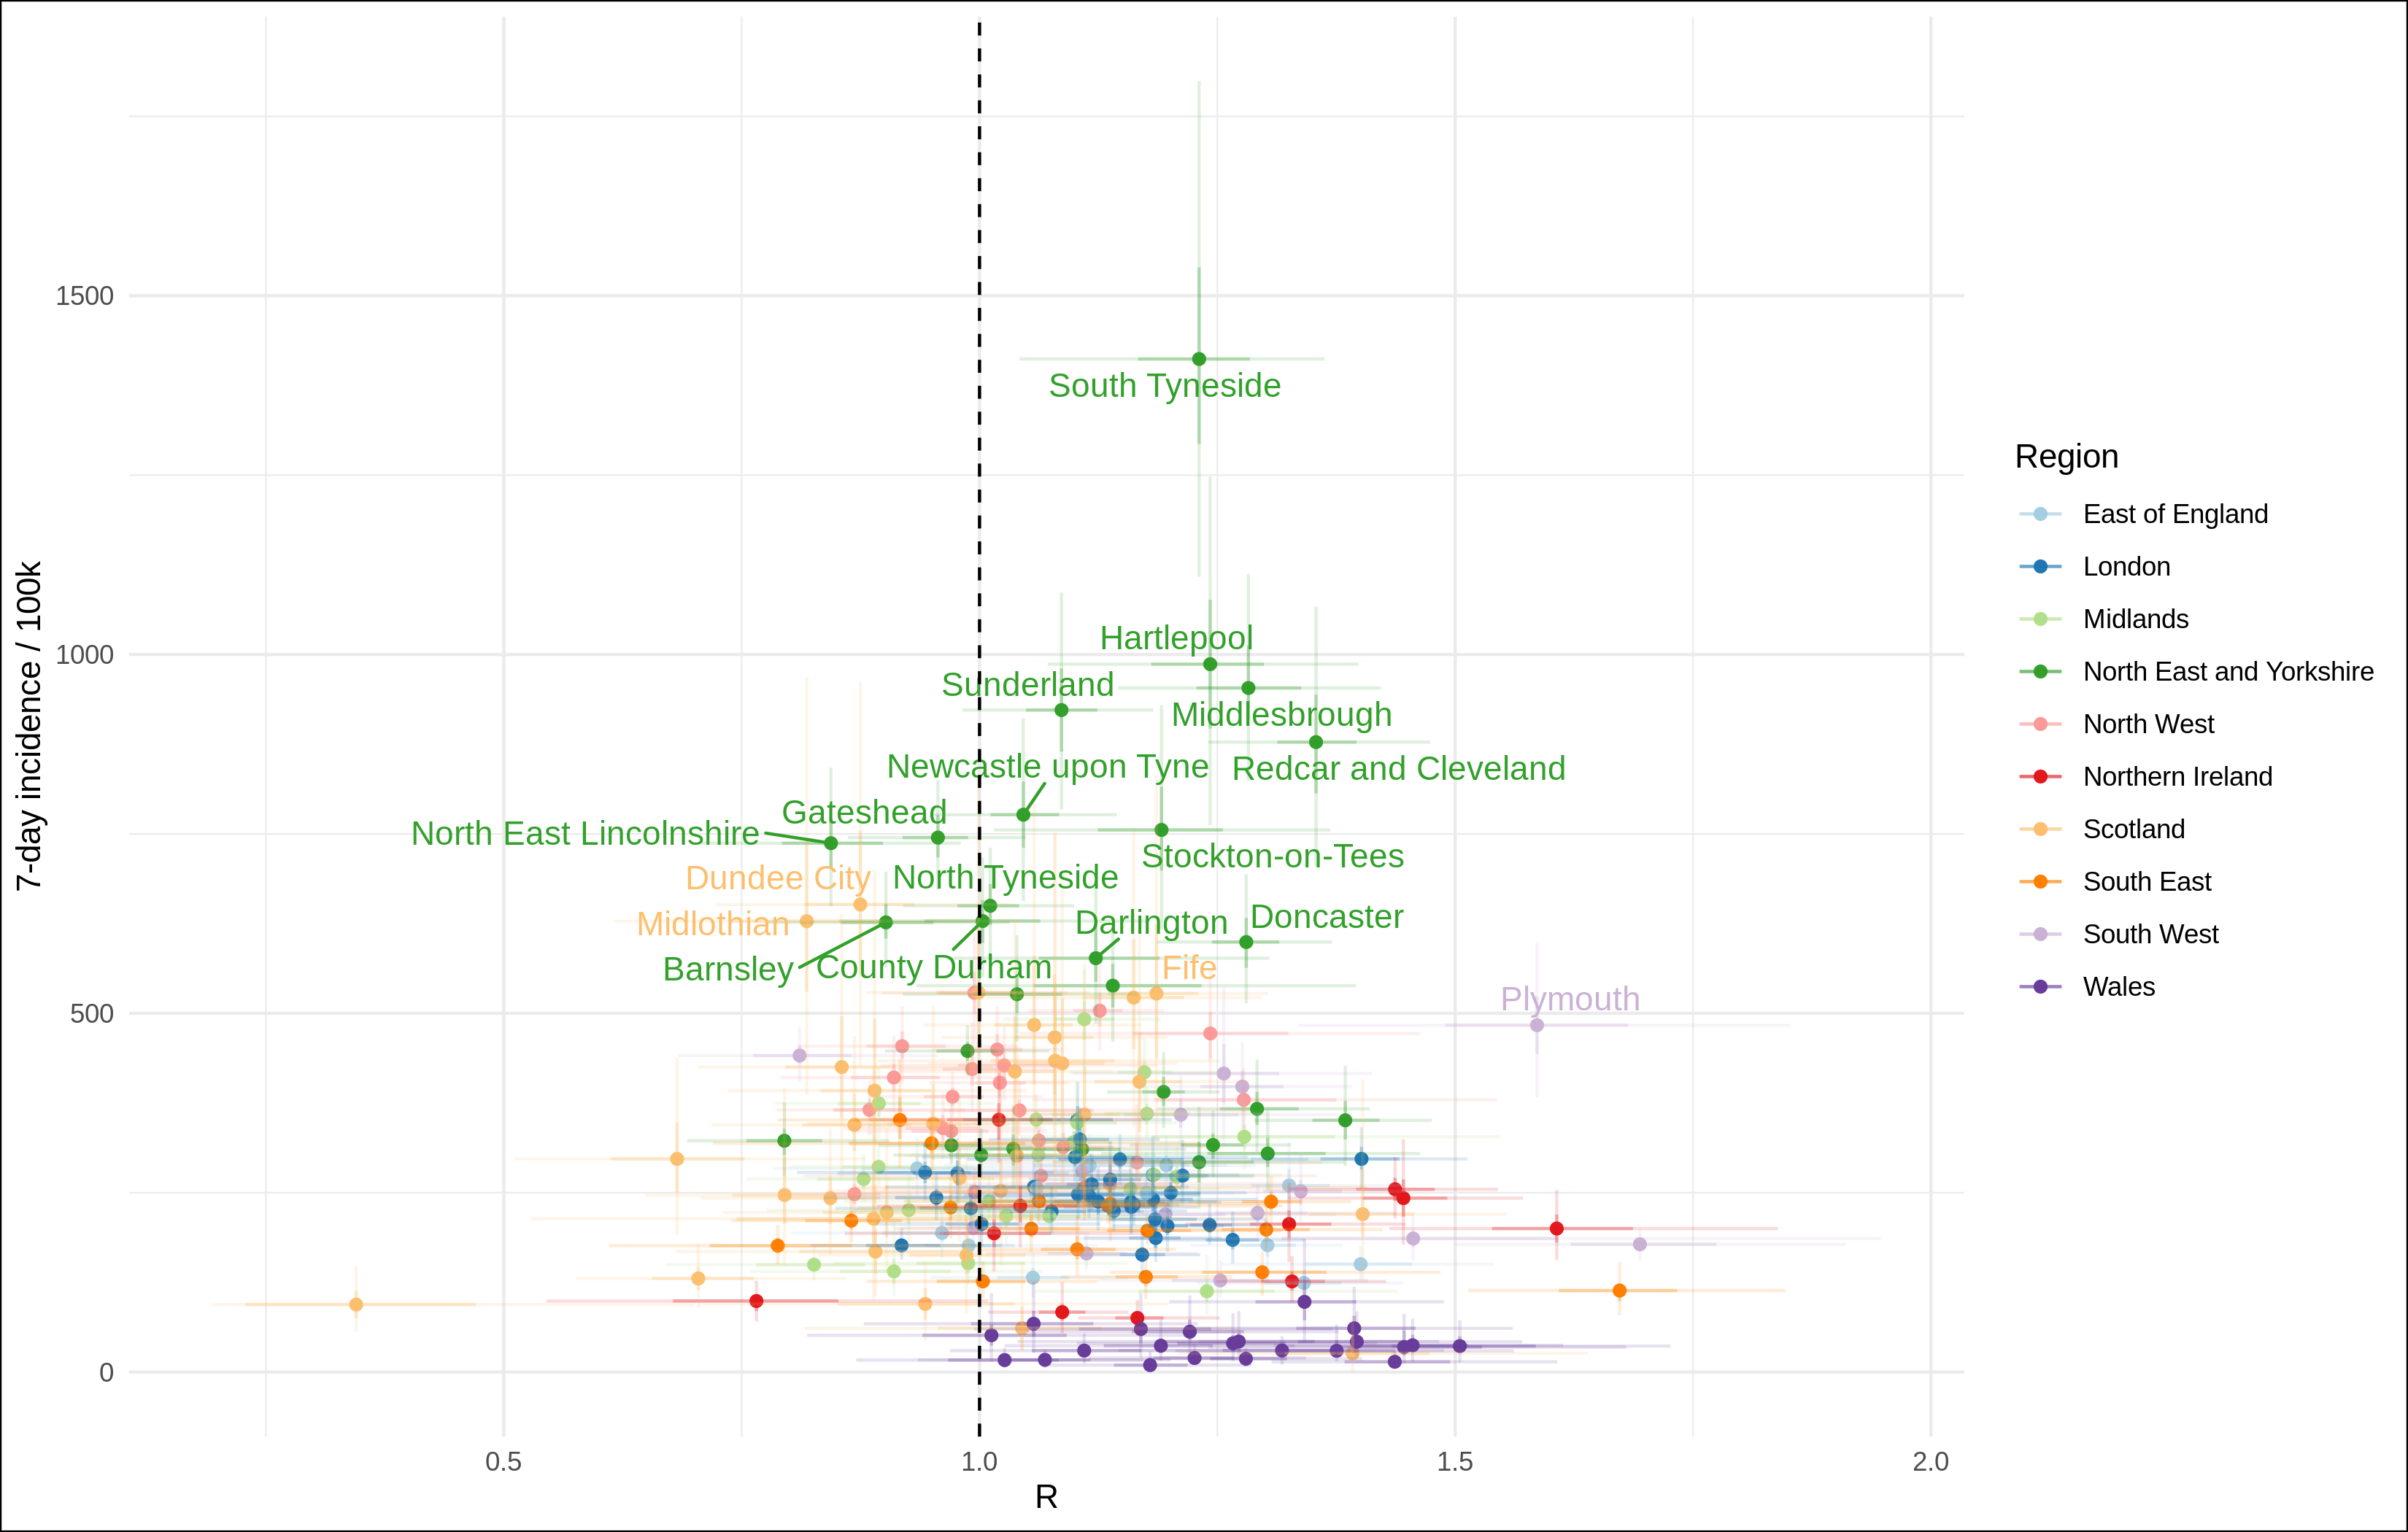 South Tyneside
Hartlepool
Sunderland
Middlesbrough
Newcastle upon Tyne
Redcar and Cleveland
Gateshead
North East Lincolnshire
Stockton-on-Tees
Dundee City
North Tyneside
Midlothian
Darlington
Doncaster
Barnsley
County Durham
Fife
Plymouth
1500
1000
500
0
7-day incidence / 100k
0.5
1.0
1.5
2.0
R
Region
East of England
London
Midlands
North East and Yorkshire
North West
Northern Ireland
Scotland
South East
South West
Wales